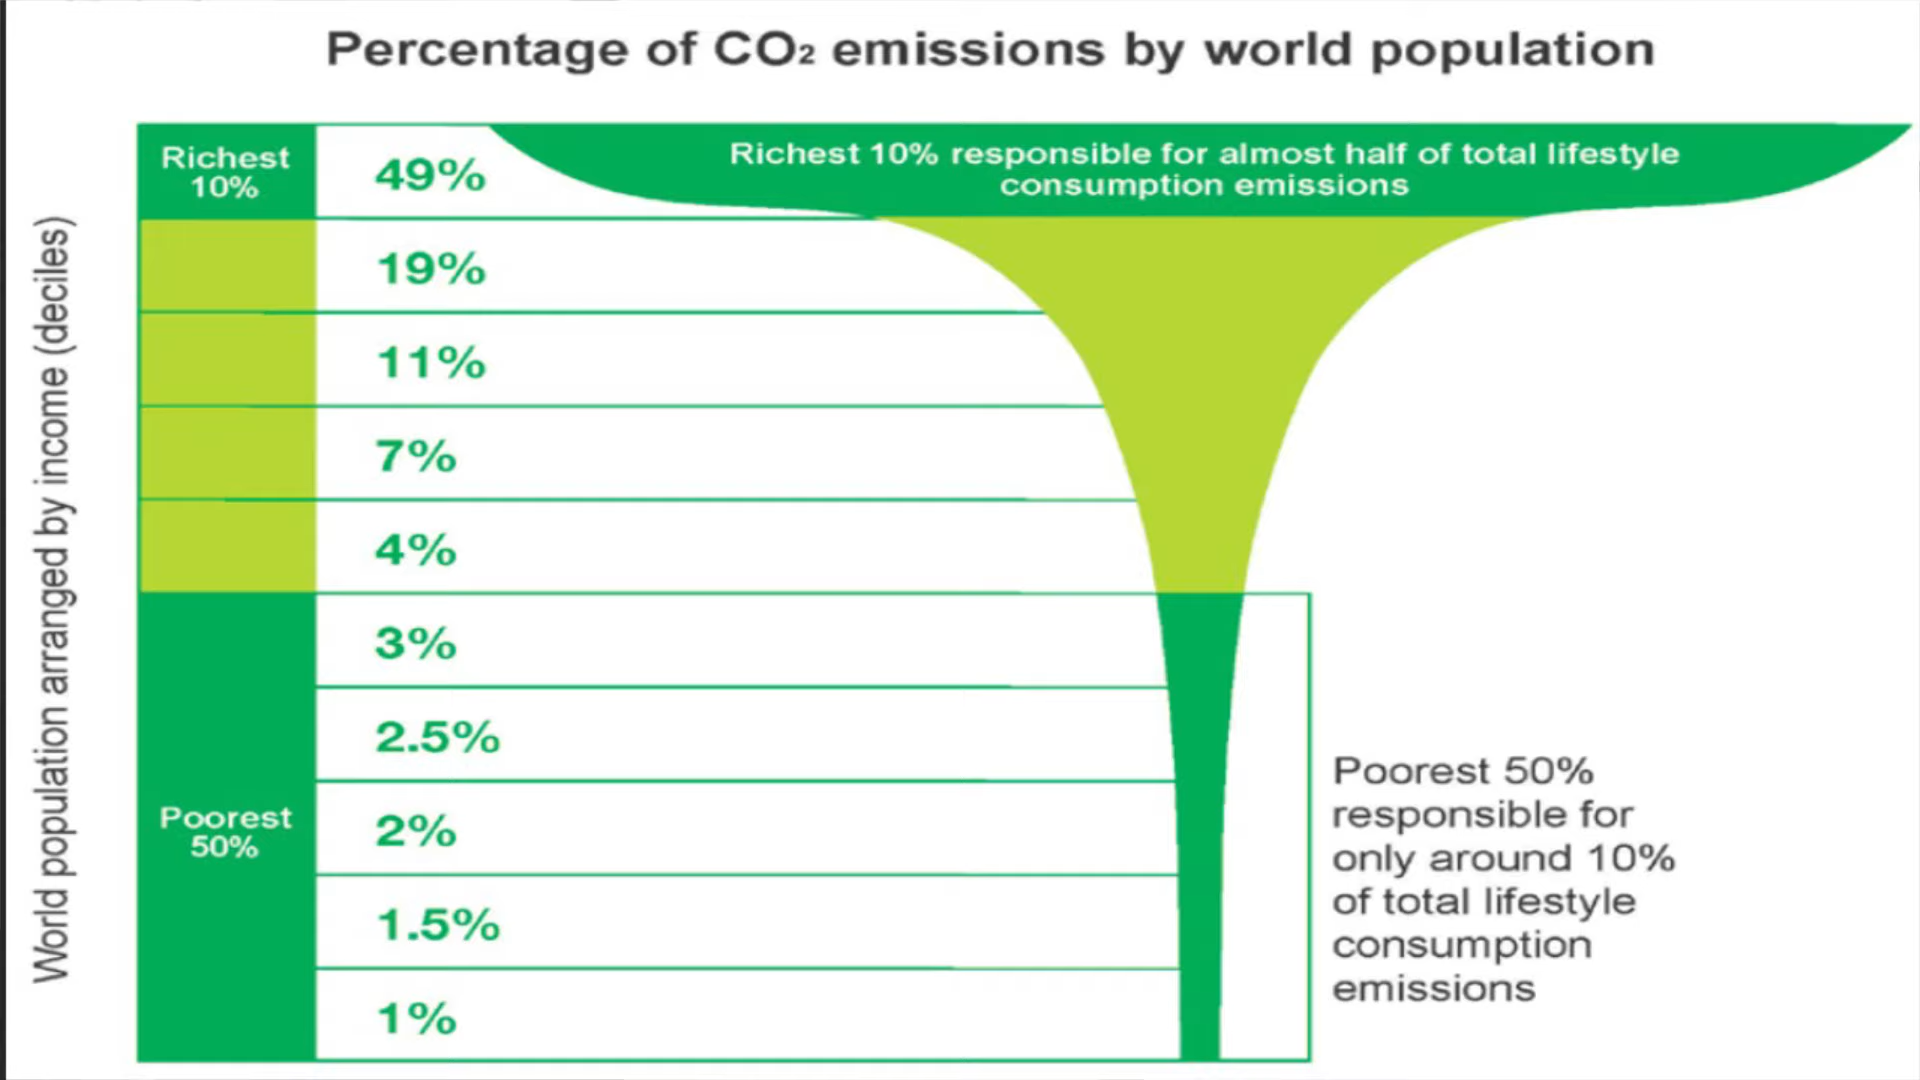 Percentage of CO₂ emissions by world population
World population arranged by income (deciles)
Richest
10%
49%
Richest 10% responsible for almost half of total lifestyle
consumption emissions
19%
11%
7%
4%
3%
2.5%
2%
1.5%
1%
Poorest
50%
Poorest 50%
responsible for
only around 10%
of total lifestyle
consumption
emissions